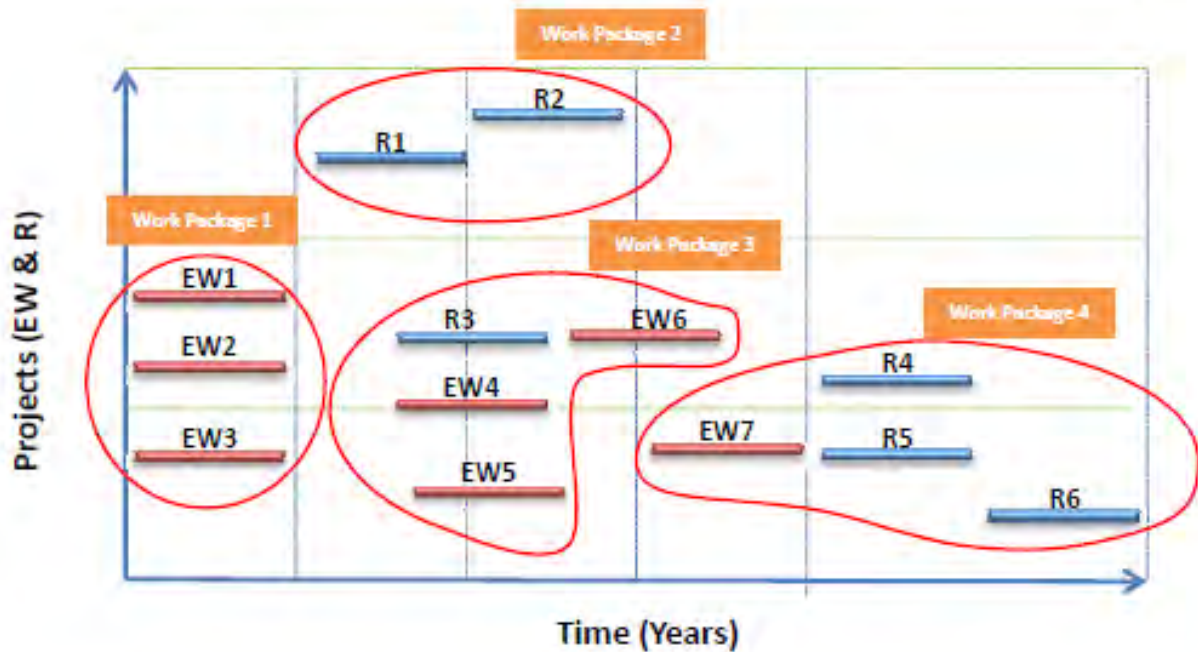 Work Package 2
R2
R1
Work Package 1
Work Package 3
EW1
R3
EW6
Work Package 4
EW2
R4
EW4
EW7
R5
EW3
EW5
R6
Projects (EW & R)
Time (Years)